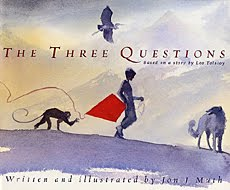 THE THREE QUESTIONS
based on a story by Leo Tolstoy
Written and illustrated by Jon J Muth